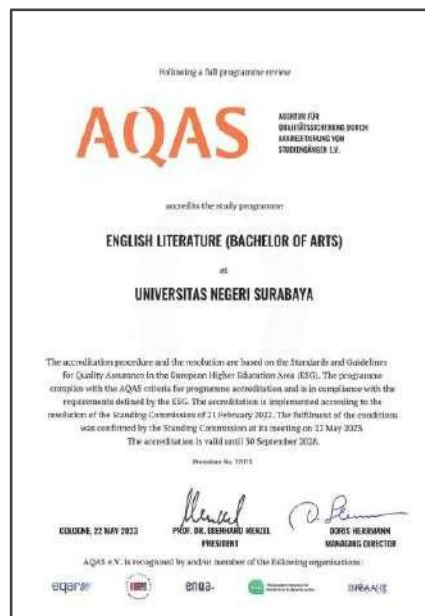 Following a full programme review
AQAS
AGENTUR FÜR
QUALITÄTSSICHERUNG DURCH
AKKREDITIERUNG VON
STUDIENGÄNGEN E.V.
accredits the study programme
ENGLISH LITERATURE (BACHELOR OF ARTS)
at
UNIVERSITAS NEGERI SURABAYA
The accreditation procedure and the resolution are based on the Standards and Guidelines
for Quality Assurance in the European Higher Education Area (ESG). The programme
complies with the AQAS criteria for programme accreditation and is in compliance with the
requirements defined by the ESG. The accreditation is implemented according to the
resolution of the Standing Commission of 21 February 2022. The fulfilment of the conditions
was confirmed by the Standing Commission at its meeting on 22 May 2023.
The accreditation is valid until 30 September 2028.
Procedure No.
COLOGNE, 22 MAY 2023
PROF. DR. EBERHARD MENZEL
PRESIDENT
DORIS HERRMANN
MANAGING DIRECTOR
AQAS e.V. is recognised by and/or member of the following organisations:
eqar
enqa.
INQAAHE